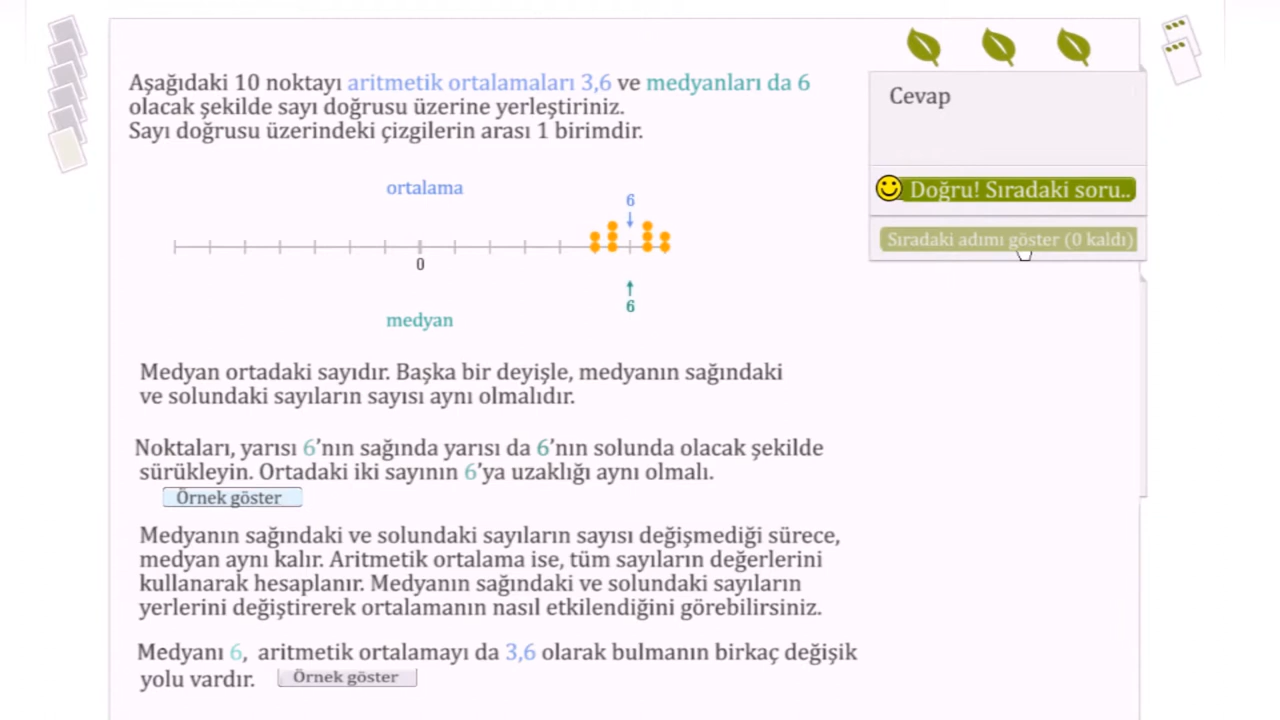 Aşağıdaki 10 noktayı aritmetik ortalamaları 3,6 ve medyanları da 6
olacak şekilde sayı doğrusu üzerine yerleştiriniz.
Sayı doğrusu üzerindeki çizgilerin arası 1 birimdir.
ortalama
6
0
6
medyan
Medyan ortadaki sayıdır. Başka bir deyişle, medyanın sağındaki
ve solundaki sayıların sayısı aynı olmalıdır.
Noktaları, yarısı 6’nın sağında yarısı da 6’nın solunda olacak şekilde
sürükleyin. Ortadaki iki sayının 6’ya uzaklığı aynı olmalı.
Örnek göster
Medyanın sağındaki ve solundaki sayıların sayısı değişmediği sürece,
medyan aynı kalır. Aritmetik ortalama ise, tüm sayıların değerlerini
kullanarak hesaplanır. Medyanın sağındaki ve solundaki sayıların
yerlerini değiştirerek ortalamanın nasıl etkilendiğini görebilirsiniz.
Medyanı 6, aritmetik ortalamayı da 3,6 olarak bulmanın birkaç değişik
yolu vardır. Örnek göster
Cevap
Doğru! Sıradaki soru..
Sıradaki adımı göster (0 kaldı)